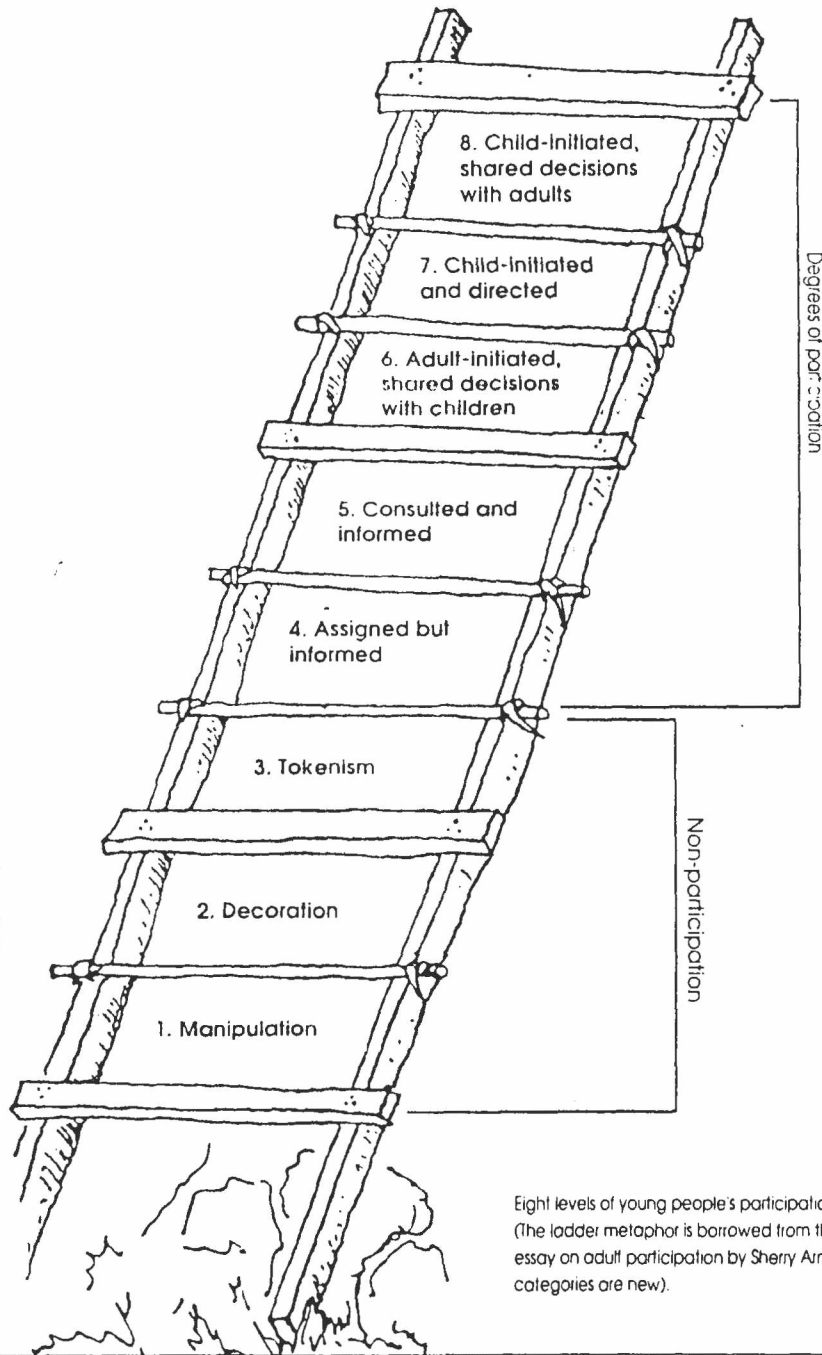 8. Child-initiated,
shared decisions
with adults
7. Child-initiated
and directed
6. Adult-initiated,
shared decisions
with children
5. Consulted and
informed
4. Assigned but
informed
3. Tokenism
2. Decoration
1. Manipulation
Degrees of participation
Non-participation
Eight levels of young people's
(The ladder metaphor is borrowed from
essay on adult participation by Sherry
categories are new).